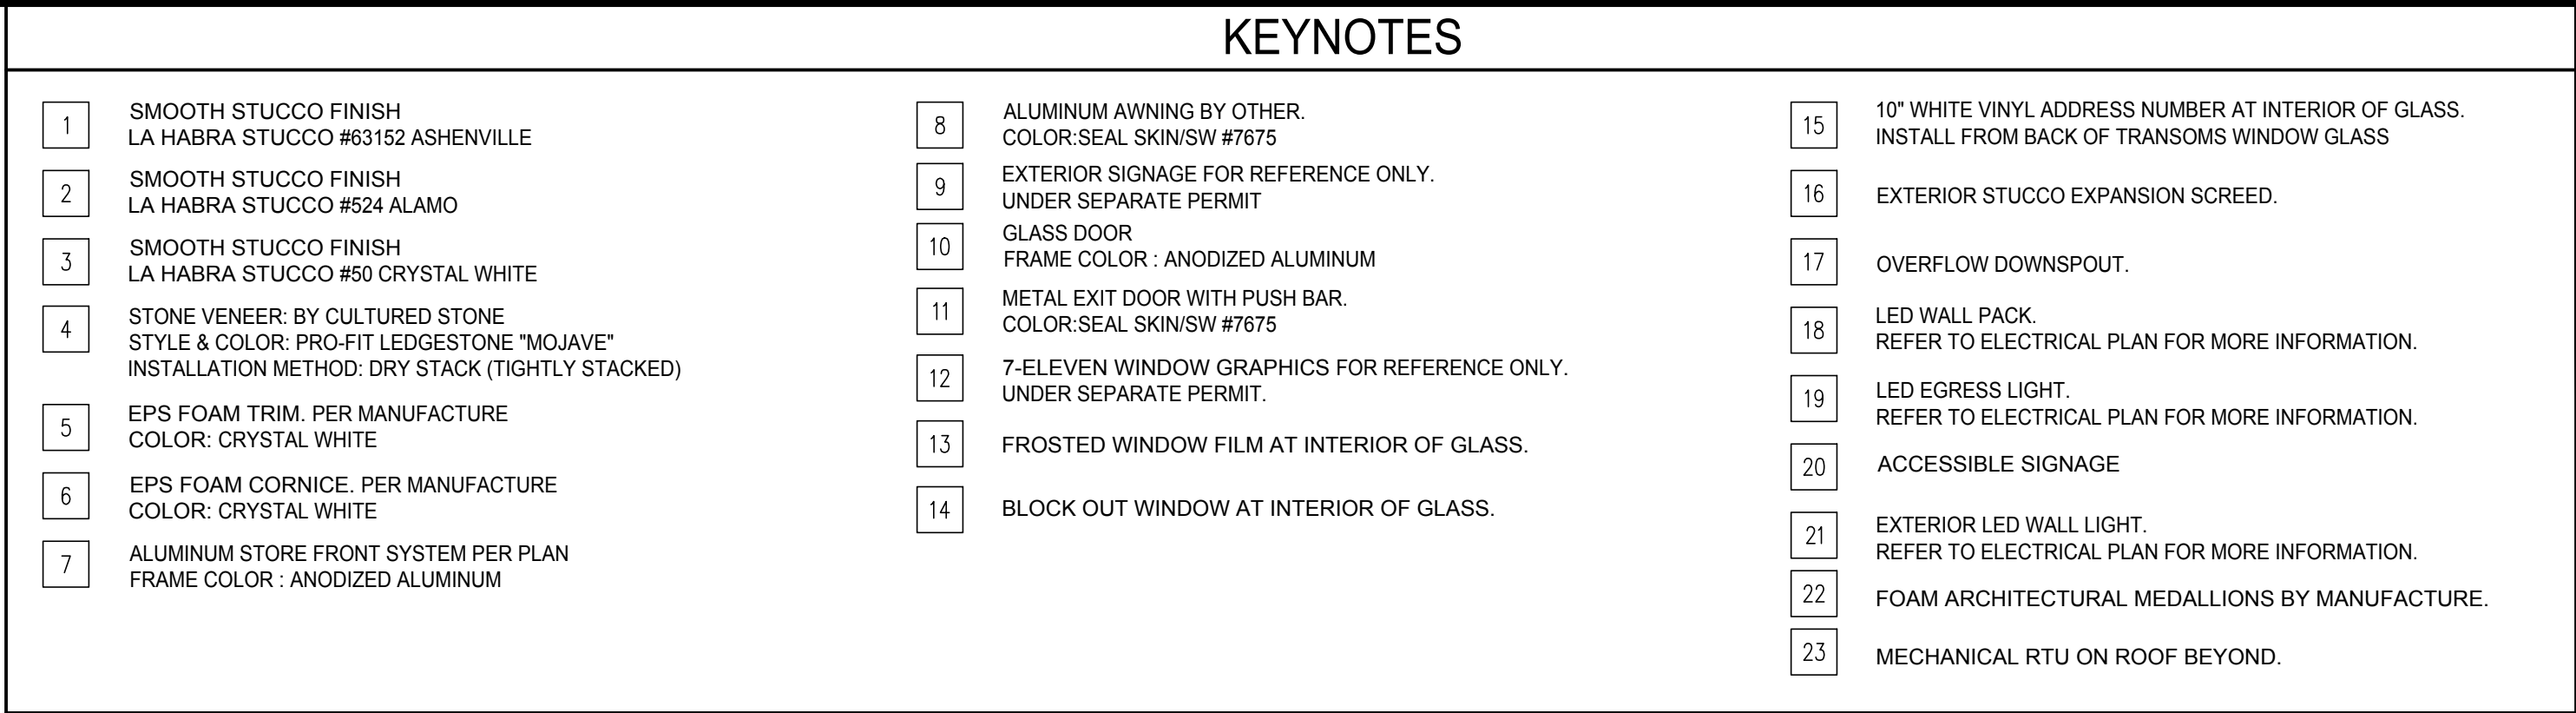 KEYNOTES
1
SMOOTH STUCCO FINISH
LA HABRA STUCCO #63152 ASHENVILLE
2
SMOOTH STUCCO FINISH
LA HABRA STUCCO #524 ALAMO
3
SMOOTH STUCCO FINISH
LA HABRA STUCCO #50 CRYSTAL WHITE
4
STONE VENEER: BY CULTURED STONE
STYLE & COLOR: PRO-FIT LEDGESTONE "MOJAVE"
INSTALLATION METHOD: DRY STACK (TIGHTLY STACKED)
5
EPS FOAM TRIM. PER MANUFACTURE
COLOR: CRYSTAL WHITE
6
EPS FOAM CORNICE. PER MANUFACTURE
COLOR: CRYSTAL WHITE
7
ALUMINUM STORE FRONT SYSTEM PER PLAN
FRAME COLOR : ANODIZED ALUMINUM
8
ALUMINUM AWNING BY OTHER.
COLOR:SEAL SKIN/SW #7675
9
EXTERIOR SIGNAGE FOR REFERENCE ONLY.
UNDER SEPARATE PERMIT
10
GLASS DOOR
FRAME COLOR : ANODIZED ALUMINUM
11
METAL EXIT DOOR WITH PUSH BAR.
COLOR:SEAL SKIN/SW #7675
12
7-ELEVEN WINDOW GRAPHICS FOR REFERENCE ONLY.
UNDER SEPARATE PERMIT.
13
FROSTED WINDOW FILM AT INTERIOR OF GLASS.
14
BLOCK OUT WINDOW AT INTERIOR OF GLASS.
15
10" WHITE VINYL ADDRESS NUMBER AT INTERIOR OF GLASS.
INSTALL FROM BACK OF TRANSOMS WINDOW GLASS
16
EXTERIOR STUCCO EXPANSION SCREED.
17
OVERFLOW DOWNSPOUT.
18
LED WALL PACK.
REFER TO ELECTRICAL PLAN FOR MORE INFORMATION.
19
LED EGRESS LIGHT.
REFER TO ELECTRICAL PLAN FOR MORE INFORMATION.
20
ACCESSIBLE SIGNAGE
21
EXTERIOR LED WALL LIGHT.
REFER TO ELECTRICAL PLAN FOR MORE INFORMATION.
22
FOAM ARCHITECTURAL MEDALLIONS BY MANUFACTURE.
23
MECHANICAL RTU ON ROOF BEYOND.